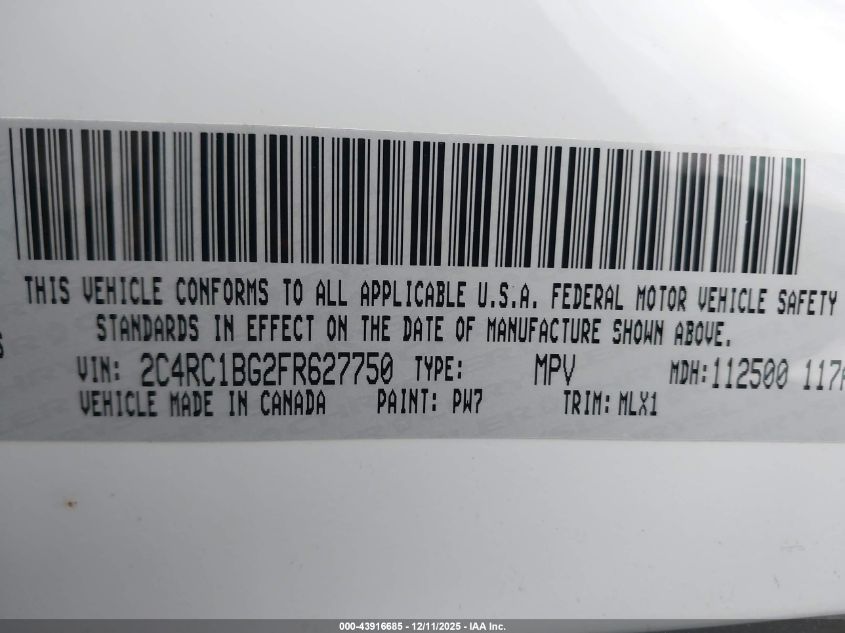 THIS VEHICLE CONFORMS TO ALL APPLICABLE U.S.A. FEDERAL MOTOR VEHICLE SAFETY
STANDARDS IN EFFECT ON THE DATE OF MANUFACTURE SHOWN ABOVE.
VIN: 2C4RC1BG2FR627750 TYPE: MPV MDH: 112500 117
VEHICLE MADE IN CANADA PAINT: PW7 TRIM: MLX1
000-43916685 - 12/11/2025 - IAA Inc.